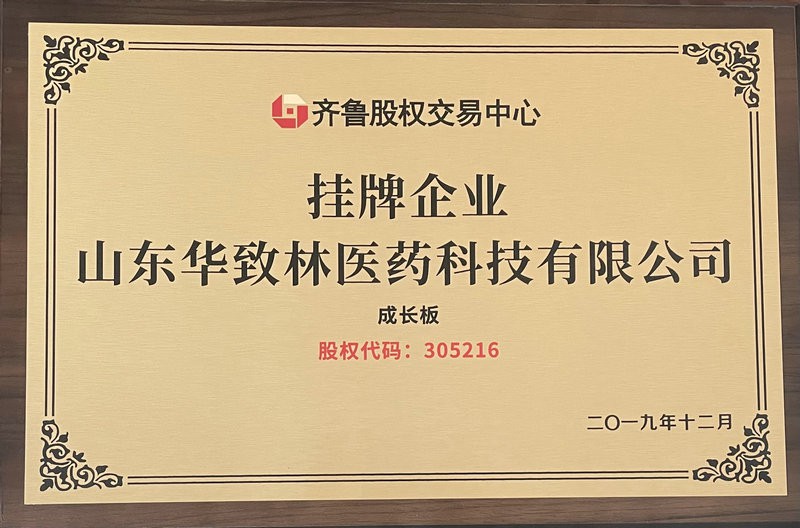 齐鲁股权交易中心
挂牌企业
山东华致林医药科技有限公司
成长板
股权代码：305216
二〇一九年十二月